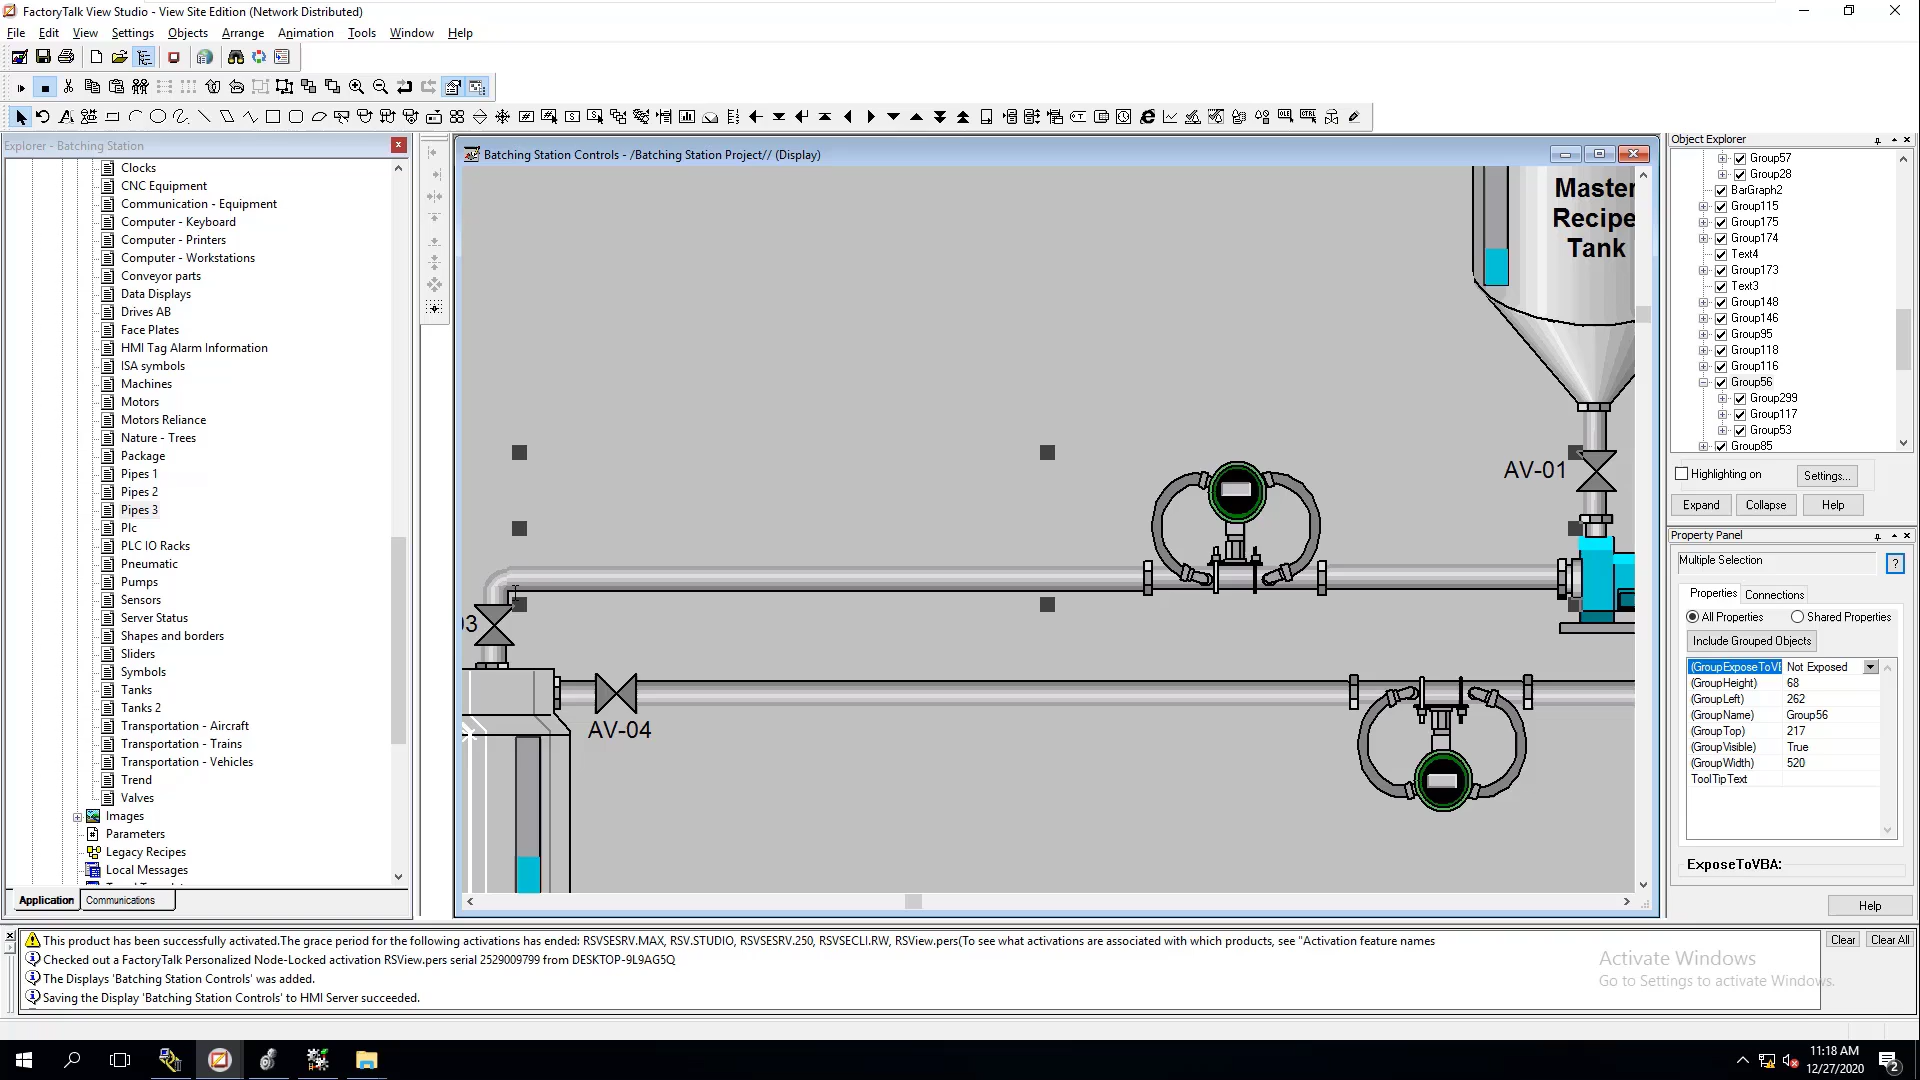 FactoryTalk View Studio - View Site Edition (Network Distributed)
File Edit View Settings Objects Arrange Animation Tools Window Help
Explorer - Batching Station
Clocks
CNC Equipment
Communication - Equipment
Computer - Keyboard
Computer - Printers
Computer - Workstations
Conveyor parts
Data Displays
Drives AB
Face Plates
HMI Tag Alarm Information
ISA symbols
Machines
Motors
Motors Reliance
Nature - Trees
Package
Pipes 1
Pipes 2
Pipes 3
Plc
PLC IO Racks
Pneumatic
Pumps
Sensors
Server Status
Shapes and borders
Sliders
Symbols
Tanks
Tanks 2
Transportation - Aircraft
Transportation - Trains
Transportation - Vehicles
Trend
Valves
Images
Parameters
Legacy Recipes
Local Messages
Application Communications
Batching Station Controls - /Batching Station Project// (Display)
Master
Recipe
Tank
AV-01
03
AV-04
Object Explorer
Group57
Group28
BarGraph2
Group115
Group175
Group174
Text4
Group173
Text3
Group148
Group146
Group95
Group118
Group116
Group56
Group299
Group117
Group53
Group85
Highlighting on Settings...
Expand Collapse Help
Property Panel
Multiple Selection ?
Properties Connections
All Properties Shared Properties
Include Grouped Objects
(GroupExposeToVB Not Exposed
(GroupHeight) 68
(GroupLeft) 262
(GroupName) Group56
(GroupTop) 217
(GroupVisible) True
(GroupWidth) 520
ToolTipText
ExposeToVBA:
Help
This product has been successfully activated.The grace period for the following activations has ended: RSVSESRV.MAX, RSV.STUDIO, RSVSESRV.250, RSVSECLI.RW, RSView.pers(To see what activations are associated with which products, see "Activation feature names
Checked out a FactoryTalk Personalized Node-Locked activation RSView.pers serial 2529009799 from DESKTOP-9L9AG5Q
The Displays 'Batching Station Controls' was added.
Saving the Display 'Batching Station Controls' to HMI Server succeeded.
Clear Clear All
Activate Windows
Go to Settings to activate Windows.
11:18 AM
12/27/2020
2